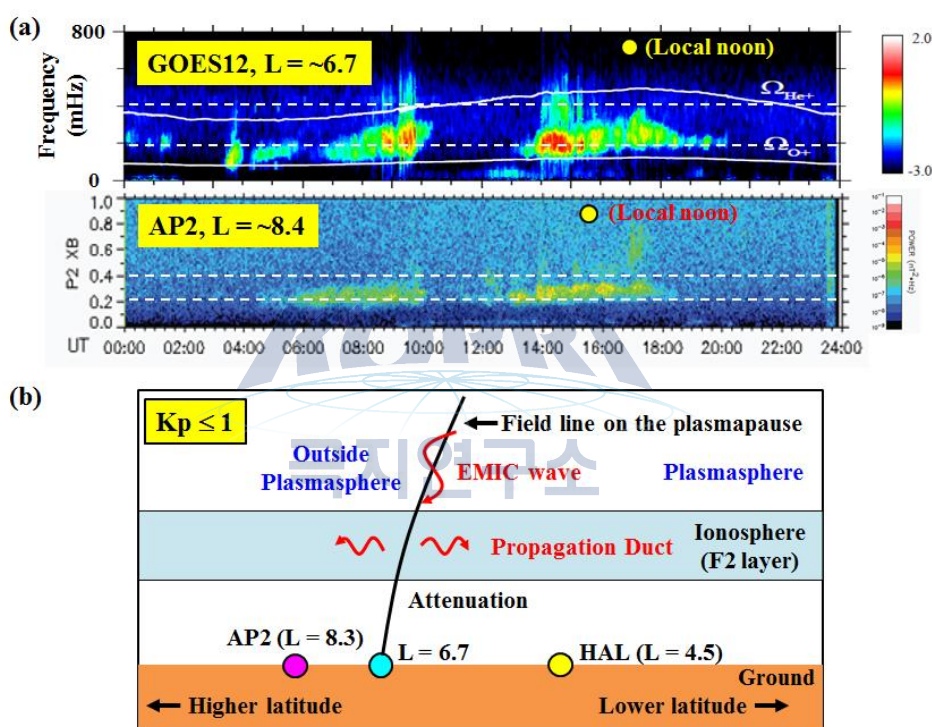 (a)
800
GOES12, L = ~6.7
(Local noon)
2.0
Frequency
(mHz)
Ω_He+
Ω_O+
0
-3.0
1.0
AP2, L = ~8.4
(Local noon)
0.8
0.6
P2 XB
0.4
0.2
0.0
POWER (nT²*Hz)
UT 00:00 02:00 04:00 06:00 08:00 10:00 12:00 14:00 16:00 18:00 20:00 22:00 24:00
KOPRI
(b)
Kp ≤ 1
Field line on the plasmapause
극지연구소
Outside
Plasmasphere
EMIC wave
Plasmasphere
Propagation Duct
Ionosphere
(F2 layer)
Attenuation
AP2 (L = 8.3)
L = 6.7
HAL (L = 4.5)
Ground
Higher latitude
Lower latitude